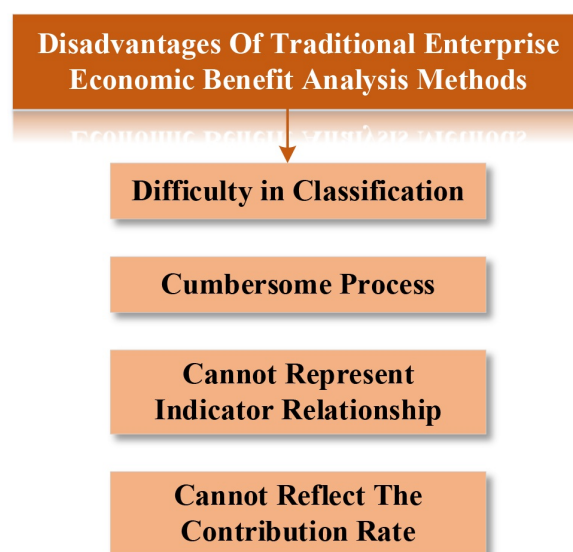 Disadvantages Of Traditional Enterprise
Economic Benefit Analysis Methods
Difficulty in Classification
Cumbersome Process
Cannot Represent
Indicator Relationship
Cannot Reflect The
Contribution Rate